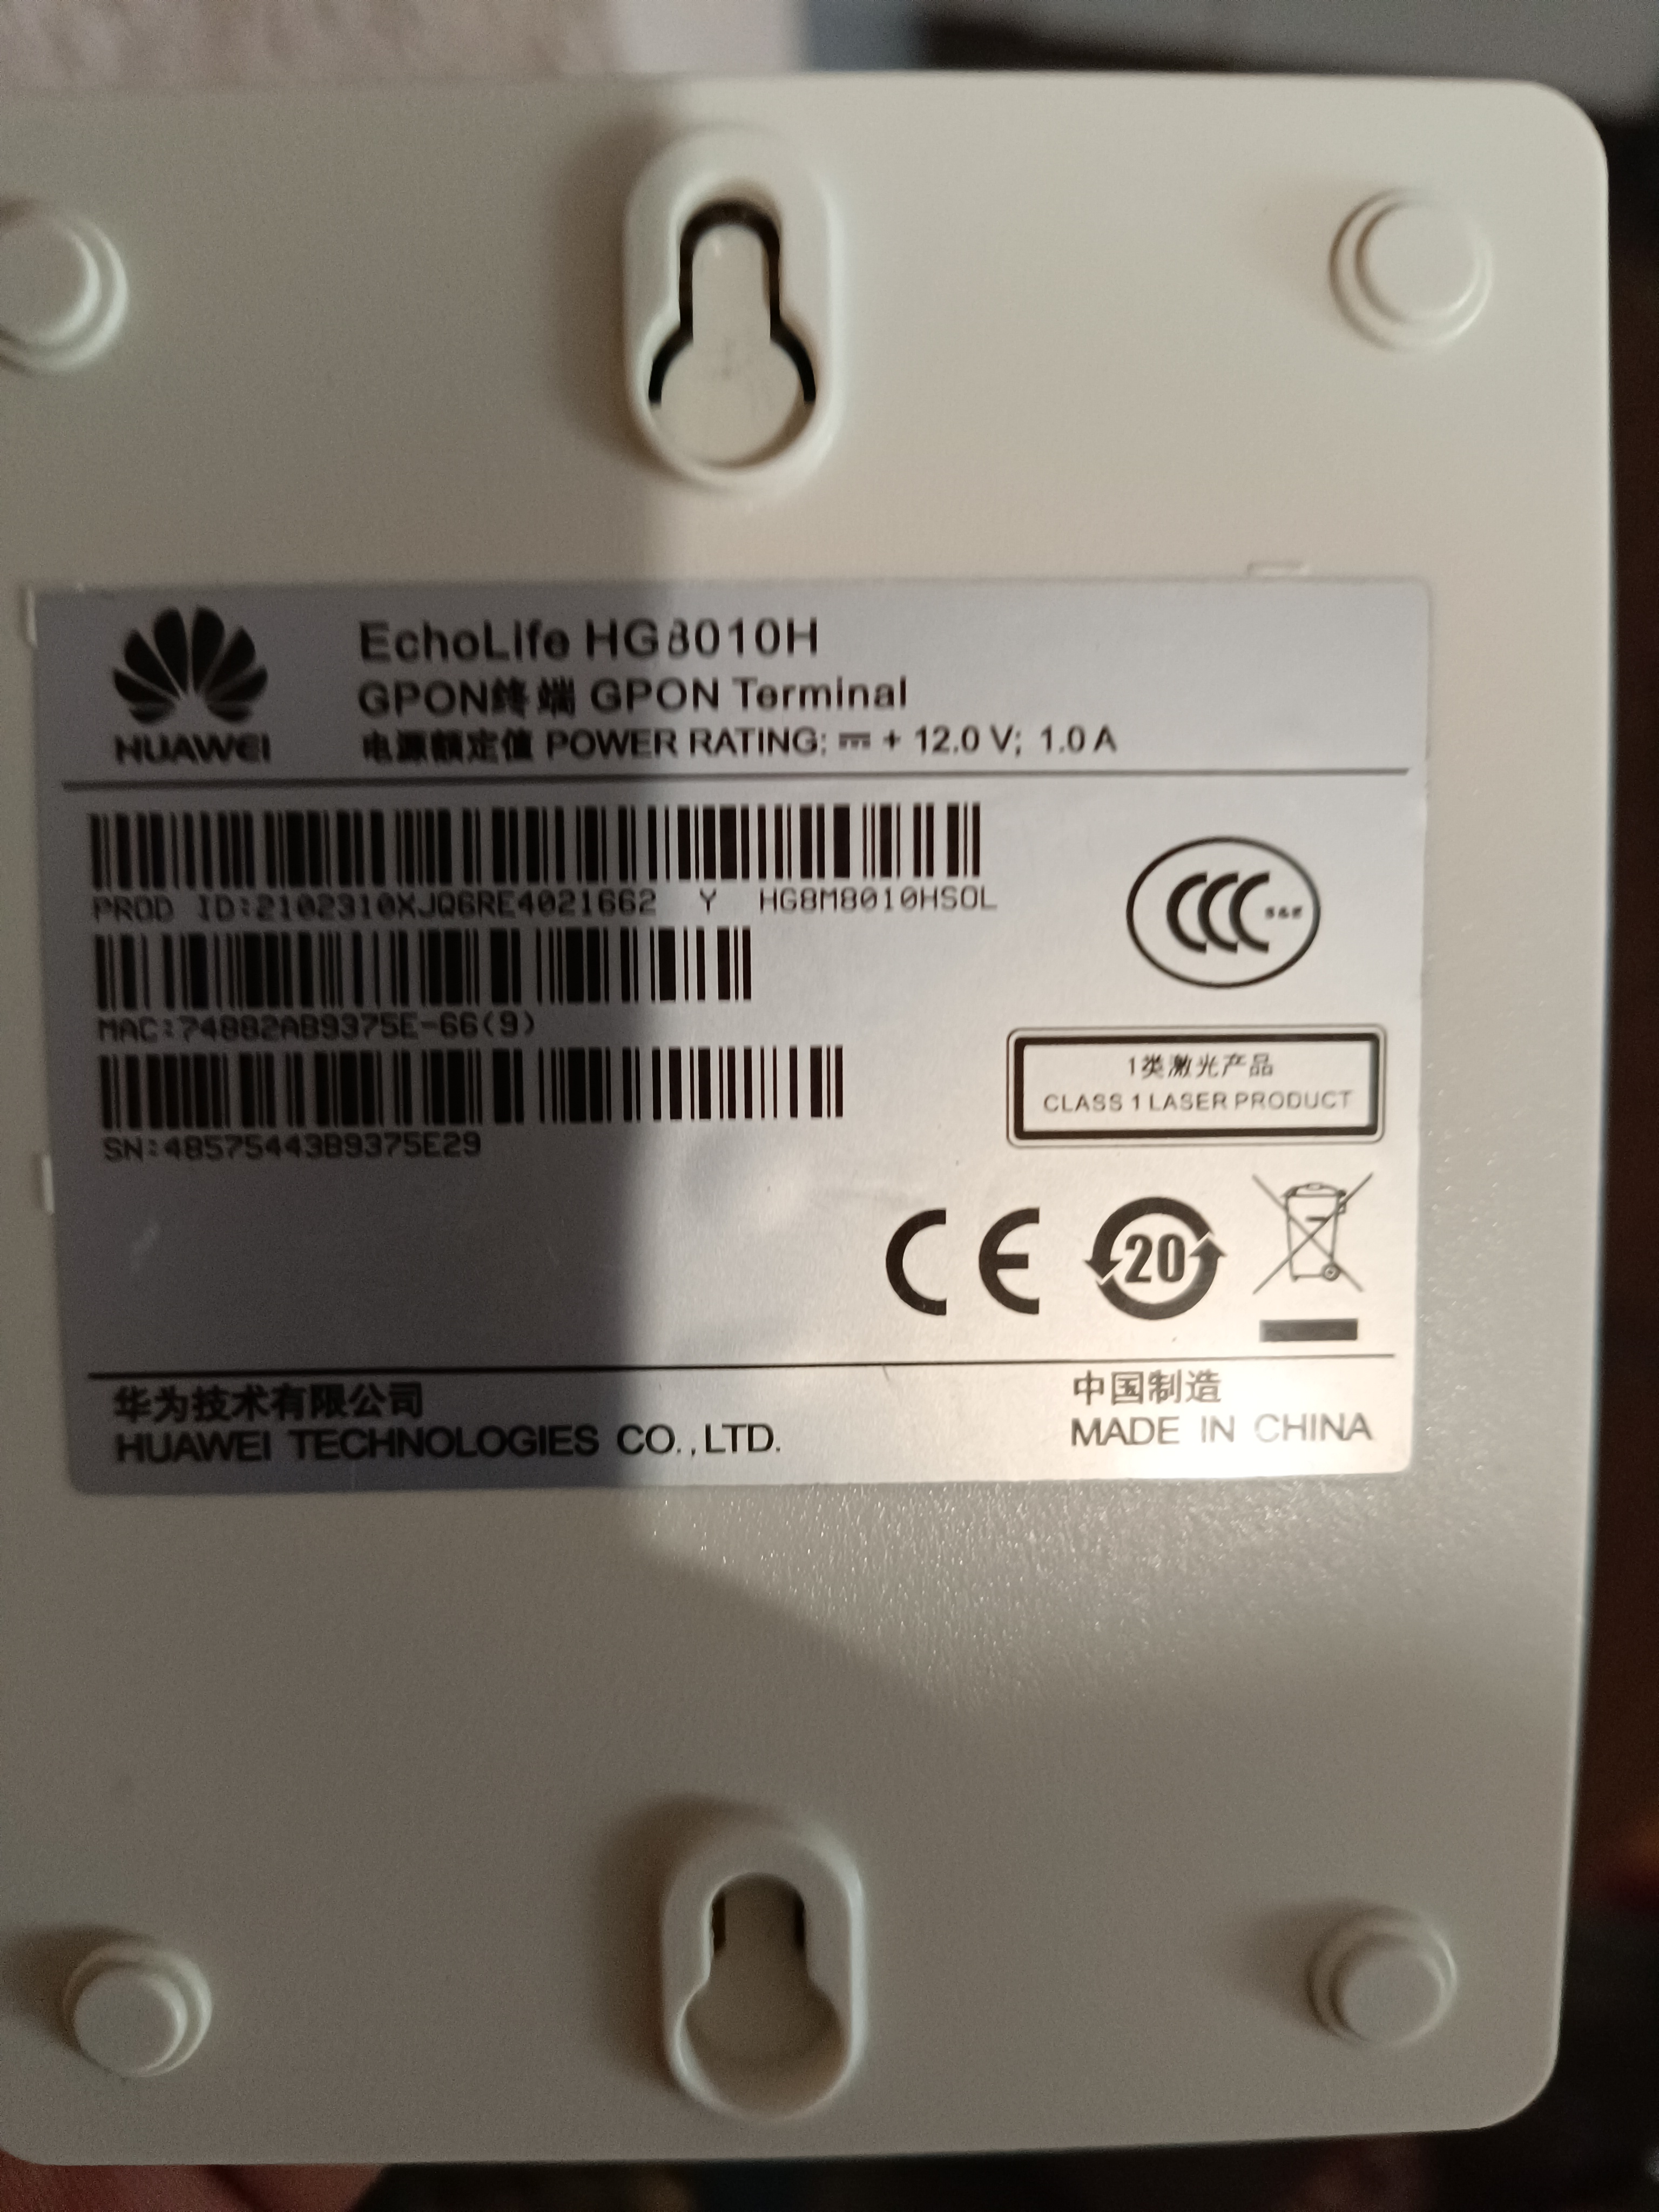 HUAWEI
EchoLife HG8010H
GPON终端 GPON Terminal
电源额定值 POWER RATING: ⎓ + 12.0 V; 1.0 A
PROD ID:2102310XJQ6RE4021662 Y HG8M8010HSOL
MAC:74882AB9375E-66(9)
SN:48575443B9375E29
CCC S&E
1类激光产品
CLASS 1 LASER PRODUCT
CE
20
华为技术有限公司
HUAWEI TECHNOLOGIES CO.,LTD.
中国制造
MADE IN CHINA